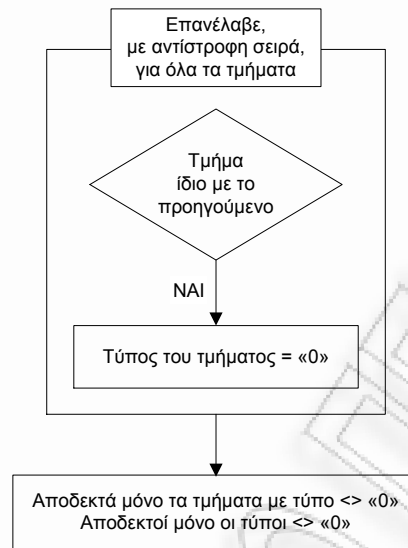 Επανέλαβε,
με αντίστροφη σειρά,
για όλα τα τμήματα
Τμήμα
ίδιο με το
προηγούμενο
ΝΑΙ
Τύπος του τμήματος = «0»
Αποδεκτά μόνο τα τμήματα με τύπο <> «0»
Αποδεκτοί μόνο οι τύποι <> «0»